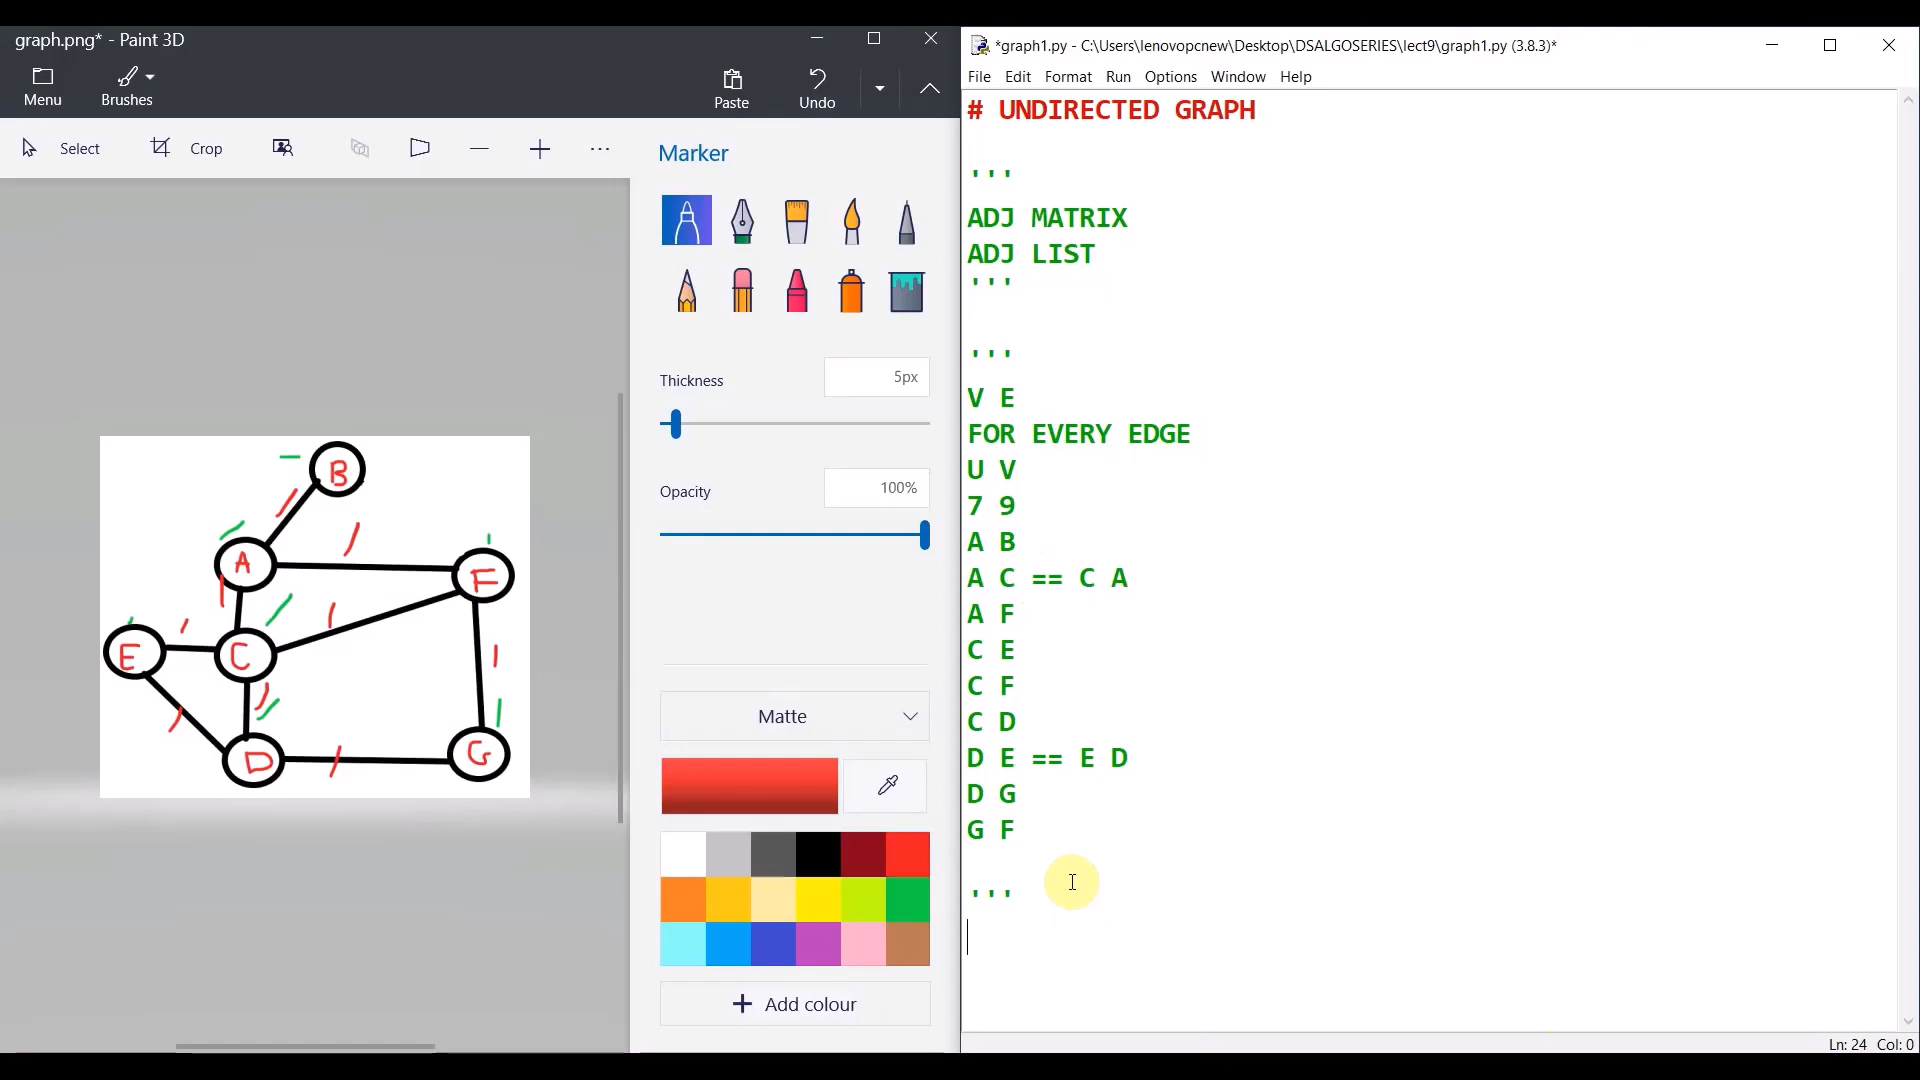 graph.png* - Paint 3D
Menu
Brushes
Paste
Undo
Select
Crop
Marker
Thickness
5px
Opacity
100%
Matte
Add colour
B
A
F
E
C
D
G
*graph1.py - C:\Users\lenovopcnew\Desktop\DSALGOSERIES\lect9\graph1.py (3.8.3)*
File Edit Format Run Options Window Help
# UNDIRECTED GRAPH
'''
ADJ MATRIX
ADJ LIST
'''
'''
V E
FOR EVERY EDGE
U V
7 9
A B
A C == C A
A F
C E
C F
C D
D E == E D
D G
G F
'''
Ln: 24 Col: 0